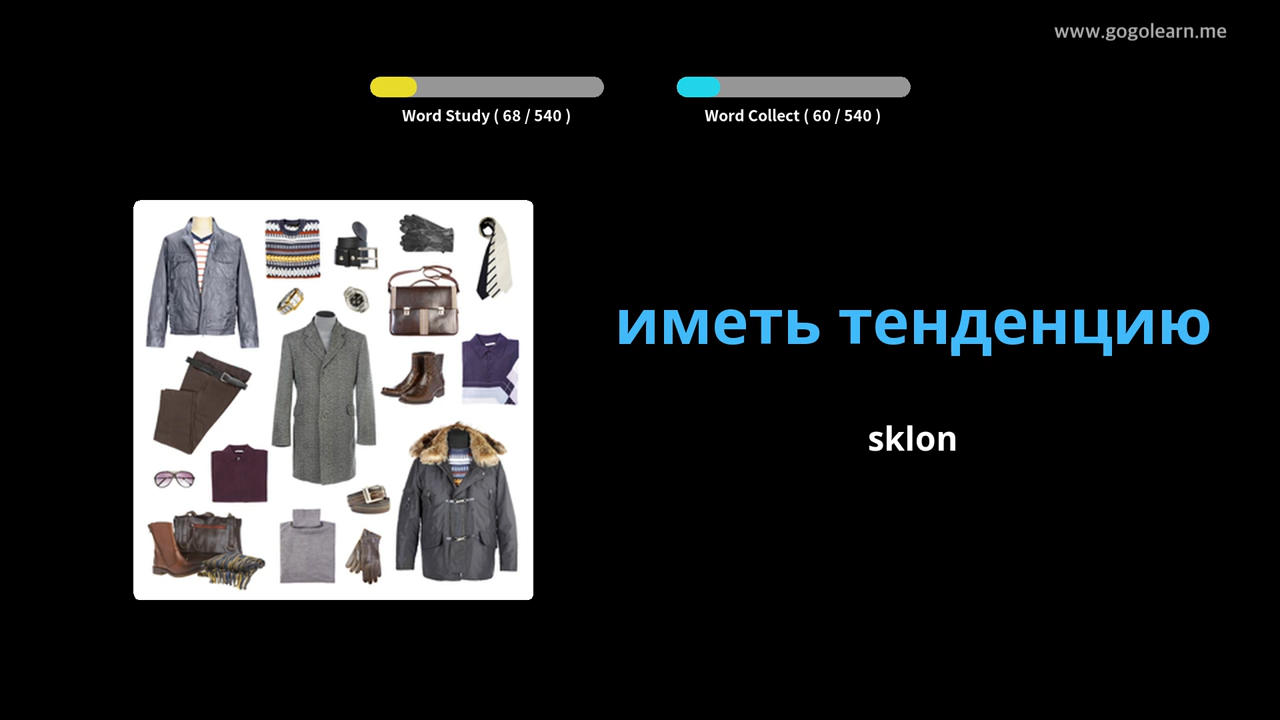 www.gogolearn.me
Word Study ( 68 / 540 )
Word Collect ( 60 / 540 )
иметь тенденцию
sklon